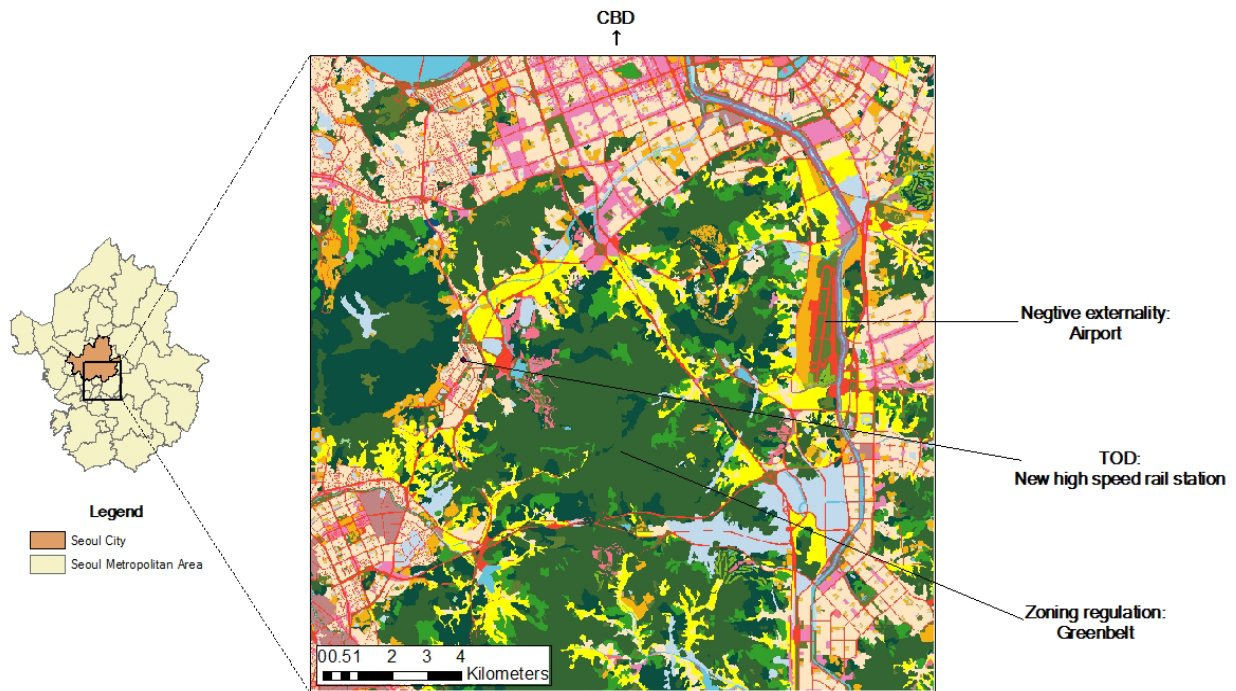 CBD
↑
Negtive externality:
Airport
TOD:
New high speed rail station
Zoning regulation:
Greenbelt
Legend
Seoul City
Seoul Metropolitan Area
00.51 2 3 4
Kilometers